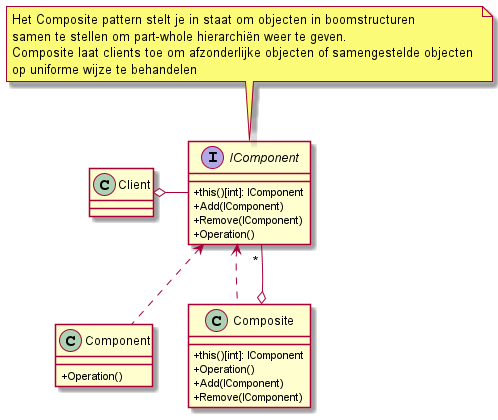 Het Composite pattern stelt je in staat om objecten in boomstructuren
samen te stellen om part-whole hierarchiën weer te geven.
Composite laat clients toe om afzonderlijke objecten of samengestelde objecten
op uniforme wijze te behandelen
I IComponent
+this()[int]: IComponent
+Add(IComponent)
+Remove(IComponent)
+Operation()
C Client
*
C Component
+Operation()
C Composite
+this()[int]: IComponent
+Operation()
+Add(IComponent)
+Remove(IComponent)